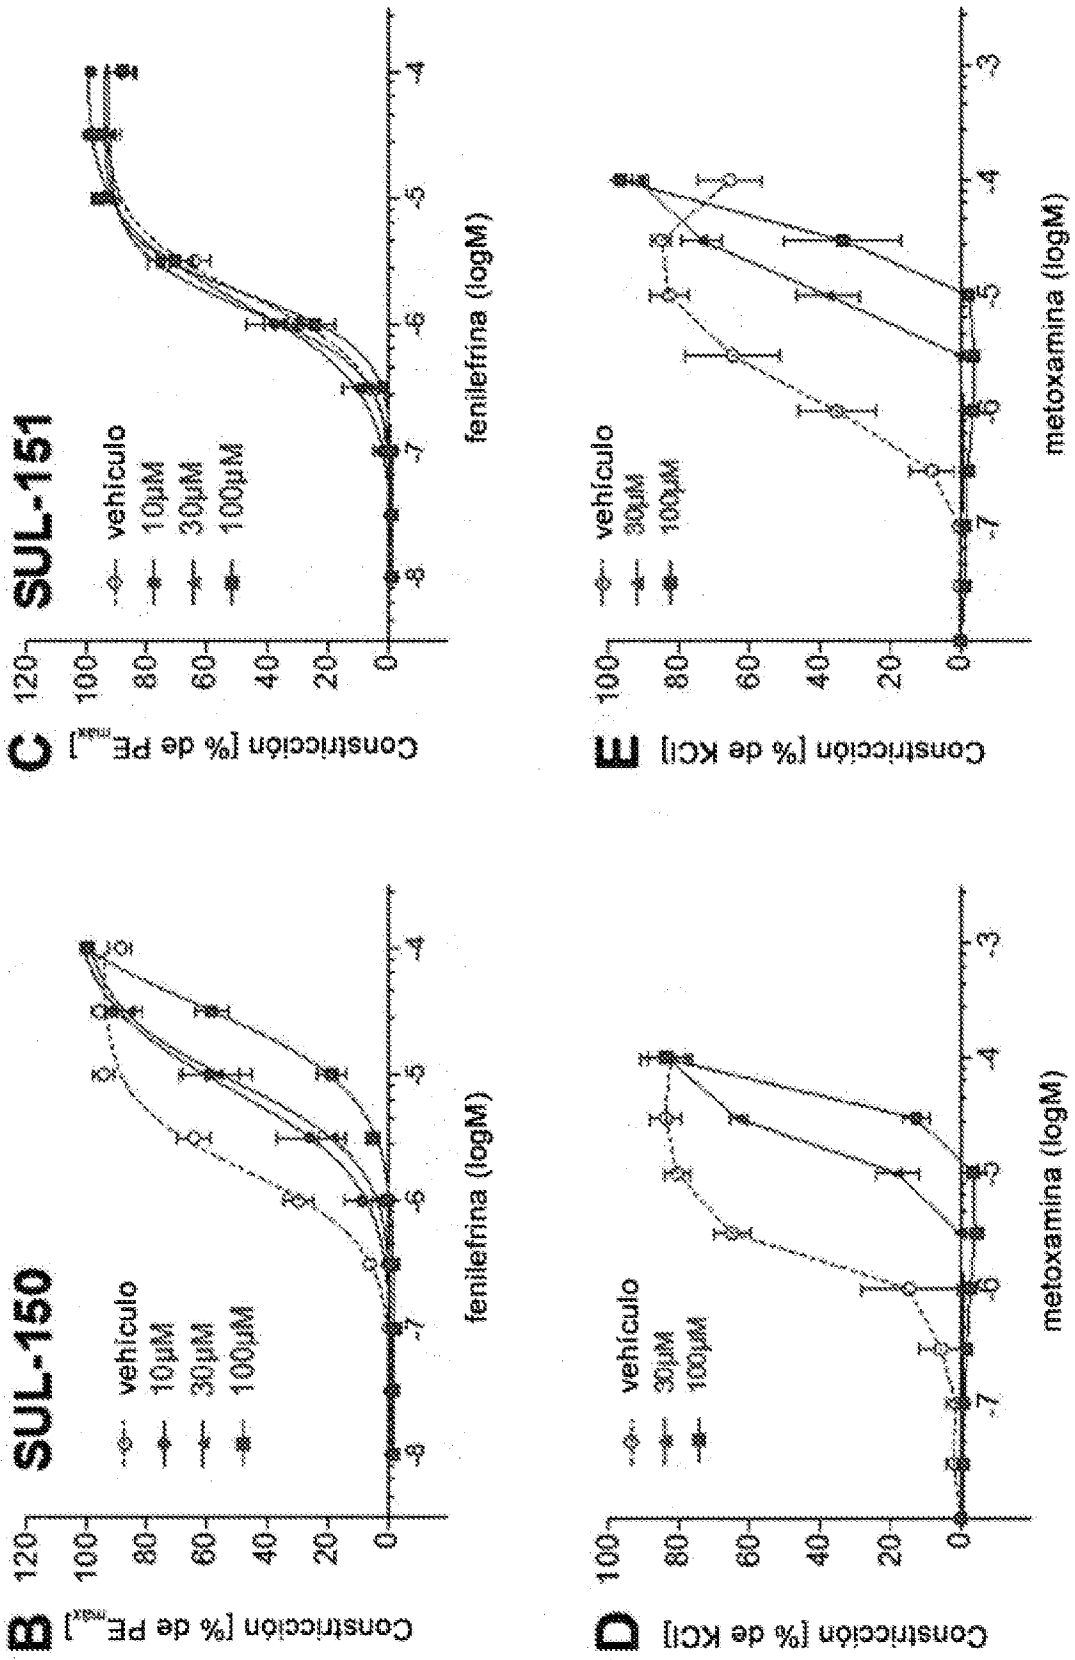 B SUL-150
Constricción [% de PEmáx.]
120
100
80
60
40
20
0
vehículo
10µM
30µM
100µM
-8
-7
-6
-5
-4
fenilefrina (logM)
C SUL-151
Constricción [% de PEmáx.]
120
100
80
60
40
20
0
vehículo
10µM
30µM
100µM
-8
-7
-6
-5
-4
fenilefrina (logM)
D
Constricción [% de KCl]
100
80
60
40
20
0
vehículo
30µM
100µM
-7
-6
-5
-4
-3
metoxamina (logM)
E
Constricción [% de KCl]
100
80
60
40
20
0
vehículo
30µM
100µM
-7
-6
-5
-4
-3
metoxamina (logM)